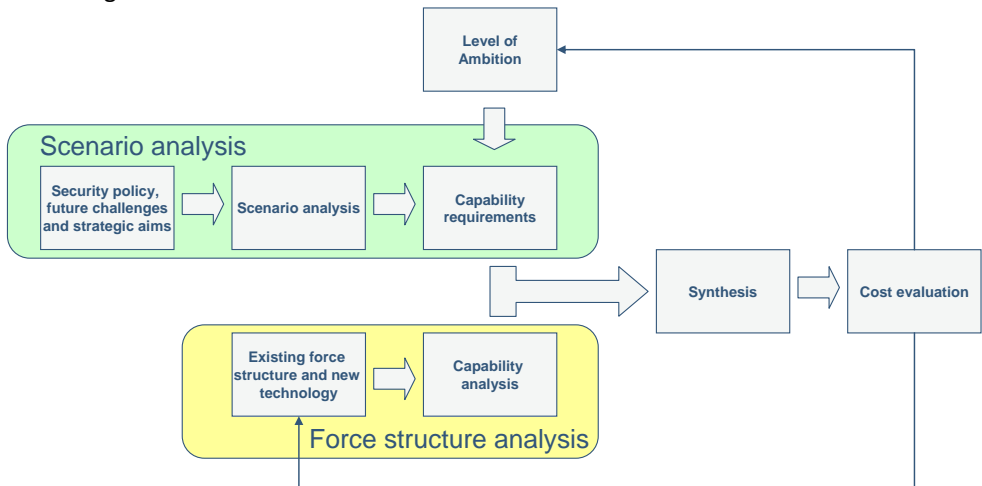 Level of
Ambition
Scenario analysis
Security policy,
future challenges
and strategic aims
Scenario analysis
Capability
requirements
Synthesis
Cost evaluation
Existing force
structure and new
technology
Capability
analysis
Force structure analysis